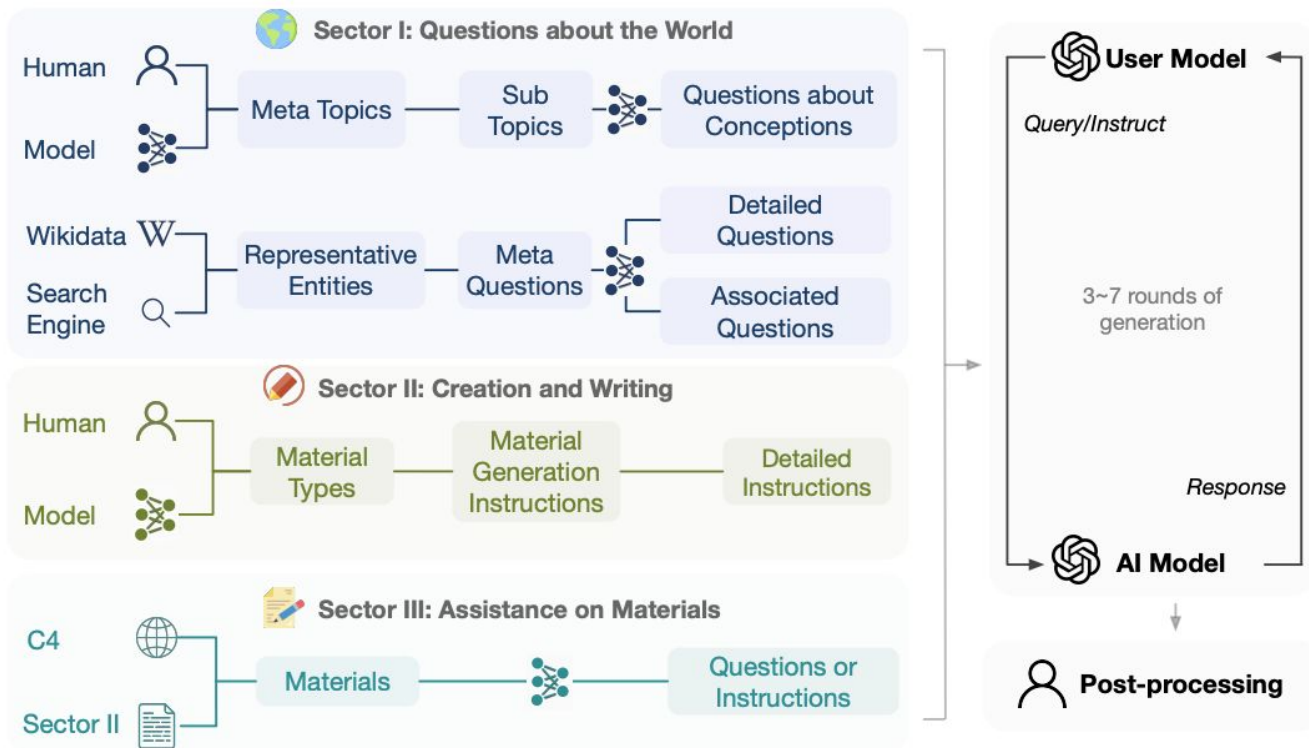 Sector I: Questions about the World
Human
Model
Meta Topics
Sub
Topics
Questions about
Conceptions
Wikidata
W
Search
Engine
Representative
Entities
Meta
Questions
Detailed
Questions
Associated
Questions
Sector II: Creation and Writing
Human
Model
Material
Types
Material
Generation
Instructions
Detailed
Instructions
Sector III: Assistance on Materials
C4
Sector II
Materials
Questions or
Instructions
User Model
Query/Instruct
3~7 rounds of
generation
Response
AI Model
Post-processing